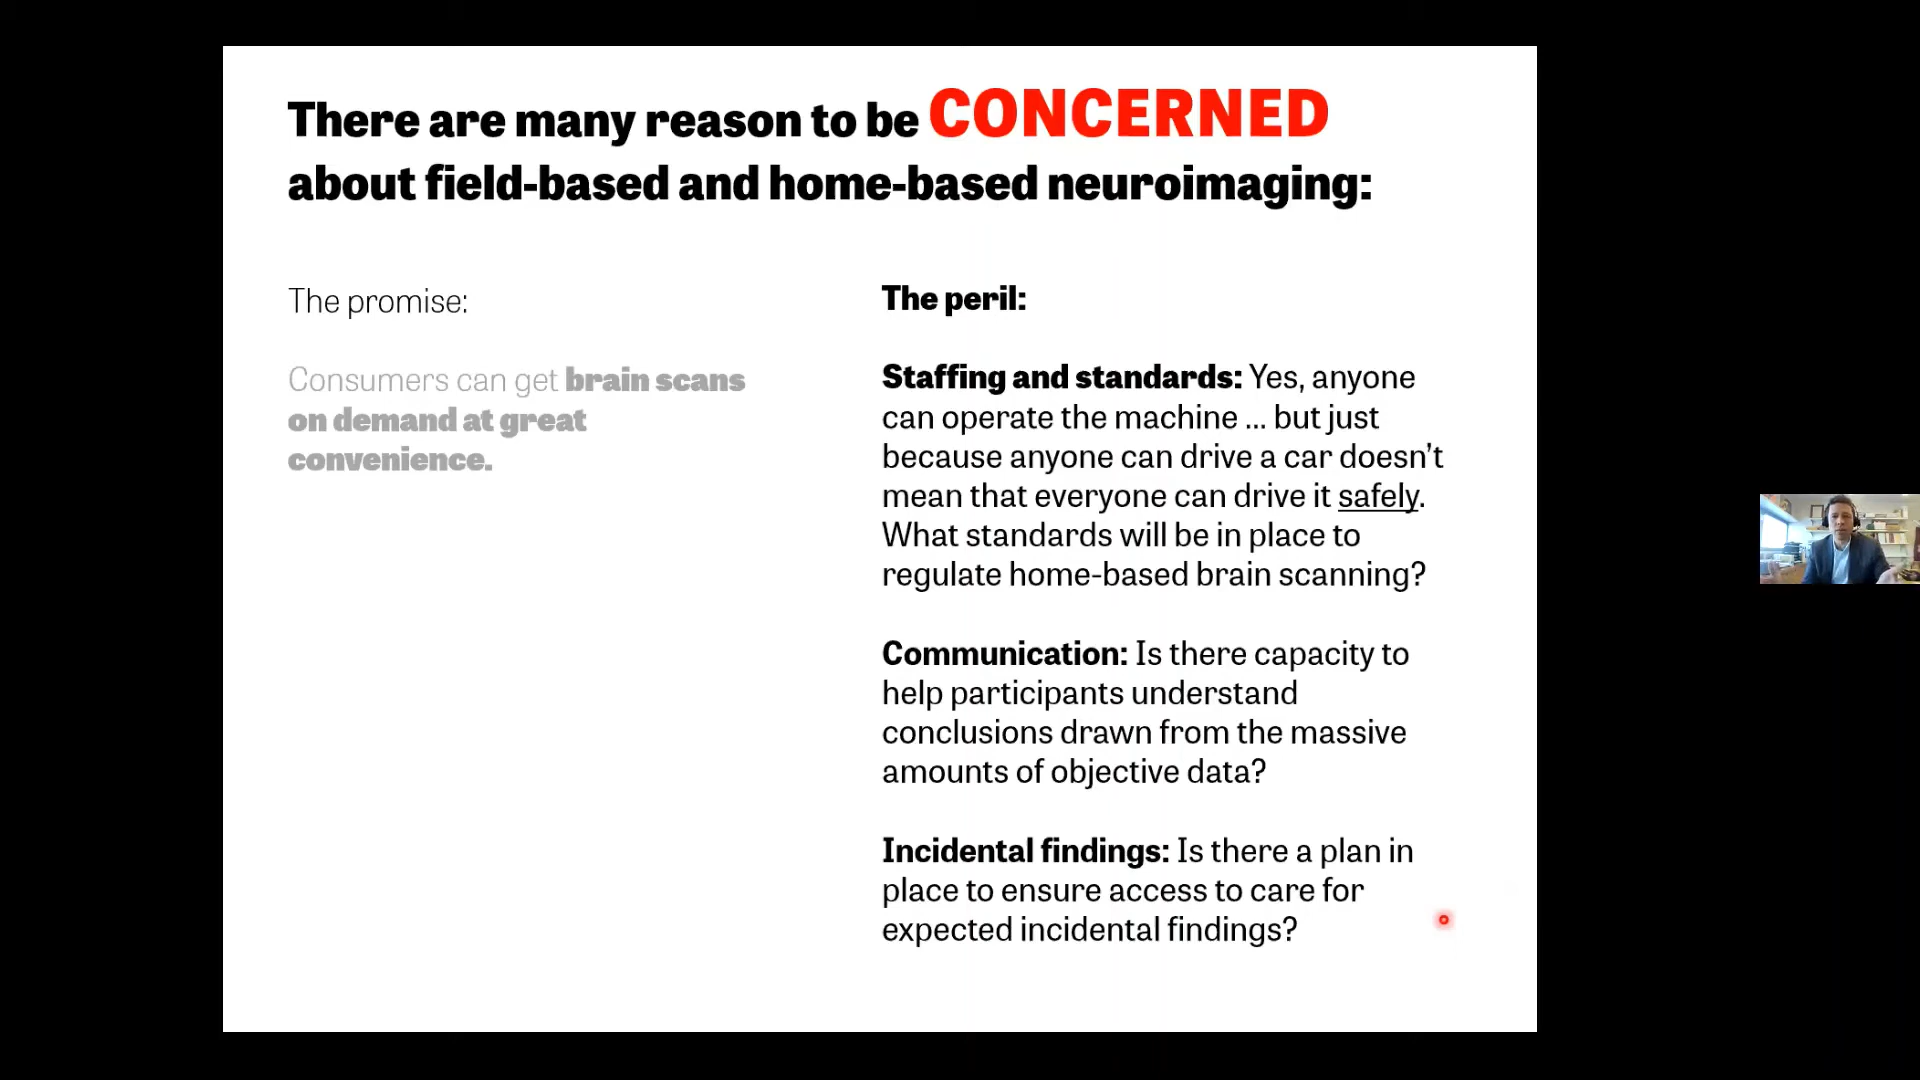 There are many reason to be CONCERNED
about field-based and home-based neuroimaging:
The promise:
Consumers can get brain scans
on demand at great
convenience.
The peril:
Staffing and standards: Yes, anyone
can operate the machine ... but just
because anyone can drive a car doesn't
mean that everyone can drive it safely.
What standards will be in place to
regulate home-based brain scanning?
Communication: Is there capacity to
help participants understand
conclusions drawn from the massive
amounts of objective data?
Incidental findings: Is there a plan in
place to ensure access to care for
expected incidental findings?